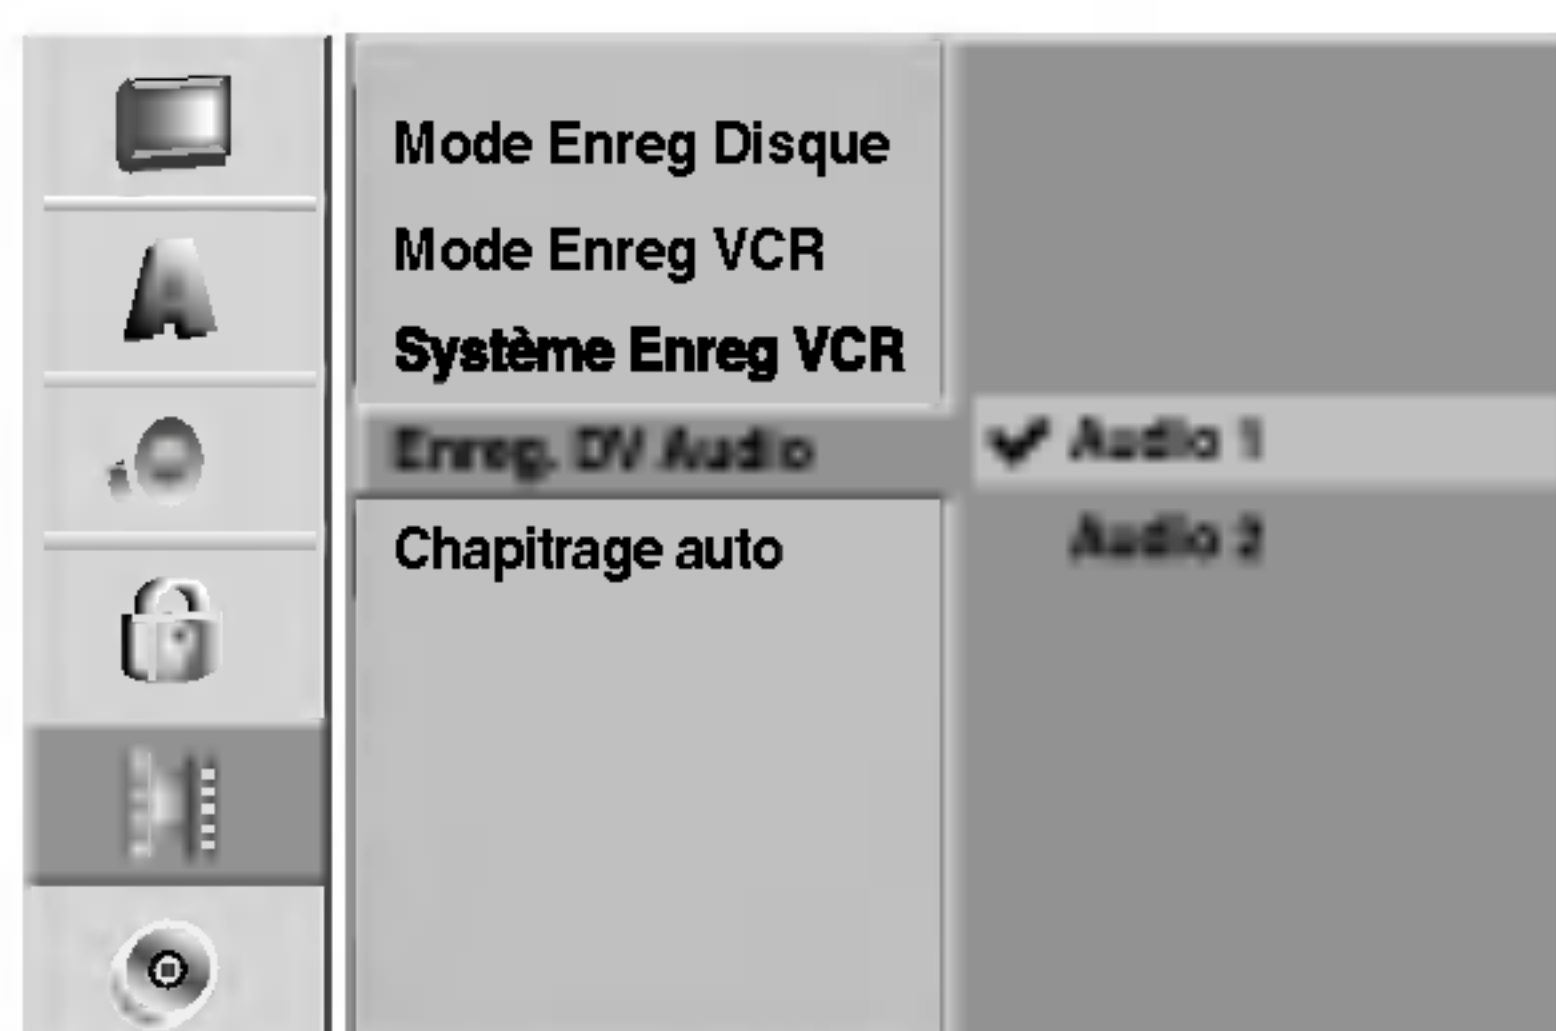 Mode Enreg Disque
Mode Enreg VCR
Système Enreg VCR
Enreg. DV Audio
Audio 1
Audio 2
Chapitrage auto